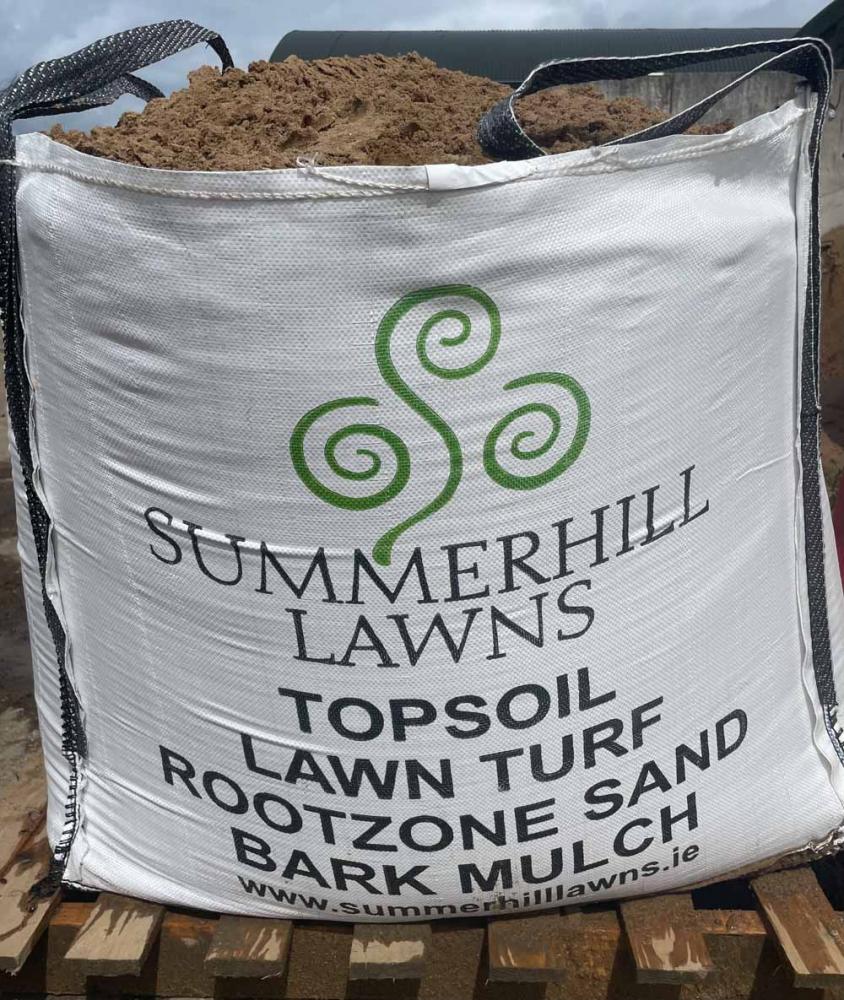 SUMMERHILL
LAWNS
TOPSOIL
LAWN TURF
ROOTZONE SAND
BARK MULCH
www.summerhilllawns.ie